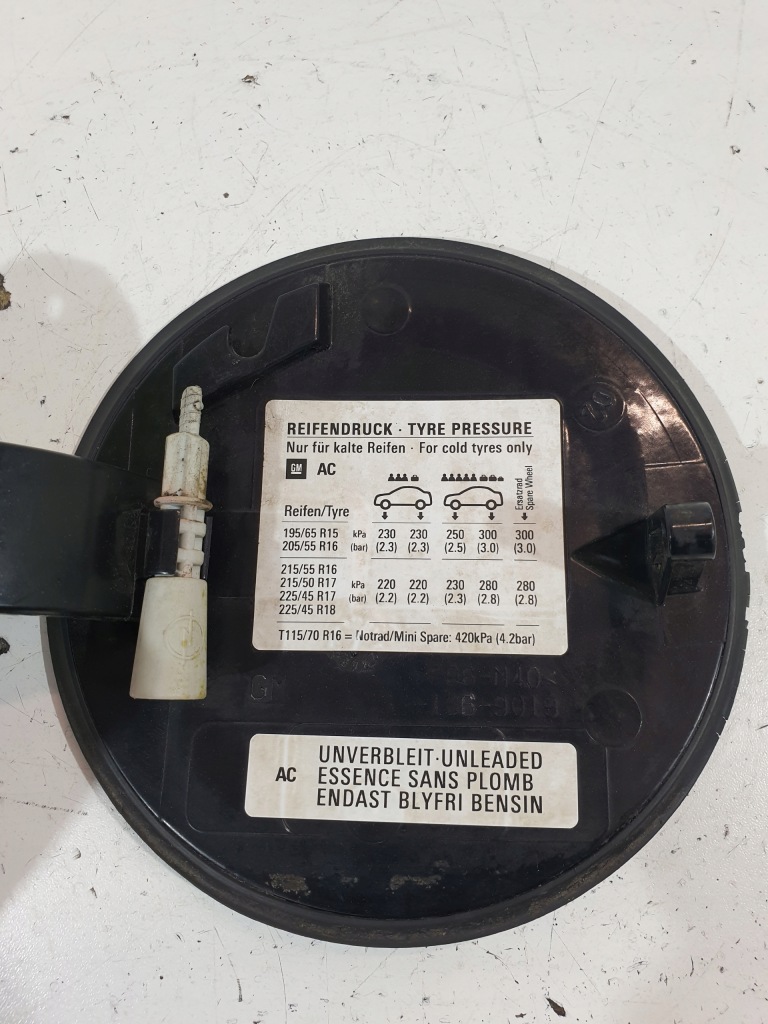 REIFENDRUCK · TYRE PRESSURE
Nur für kalte Reifen · For cold tyres only
GM AC
Ersatzrad
Spare Wheel
Reifen/Tyre
195/65 R15 kPa 230 230 250 300 300
205/55 R16 (bar) (2.3) (2.3) (2.5) (3.0) (3.0)
215/55 R16
215/50 R17 kPa 220 220 230 280 280
225/45 R17 (bar) (2.2) (2.2) (2.3) (2.8) (2.8)
225/45 R18
T115/70 R16 = Notrad/Mini Spare: 420kPa (4.2bar)
UNVERBLEIT·UNLEADED
AC ESSENCE SANS PLOMB
ENDAST BLYFRI BENSIN